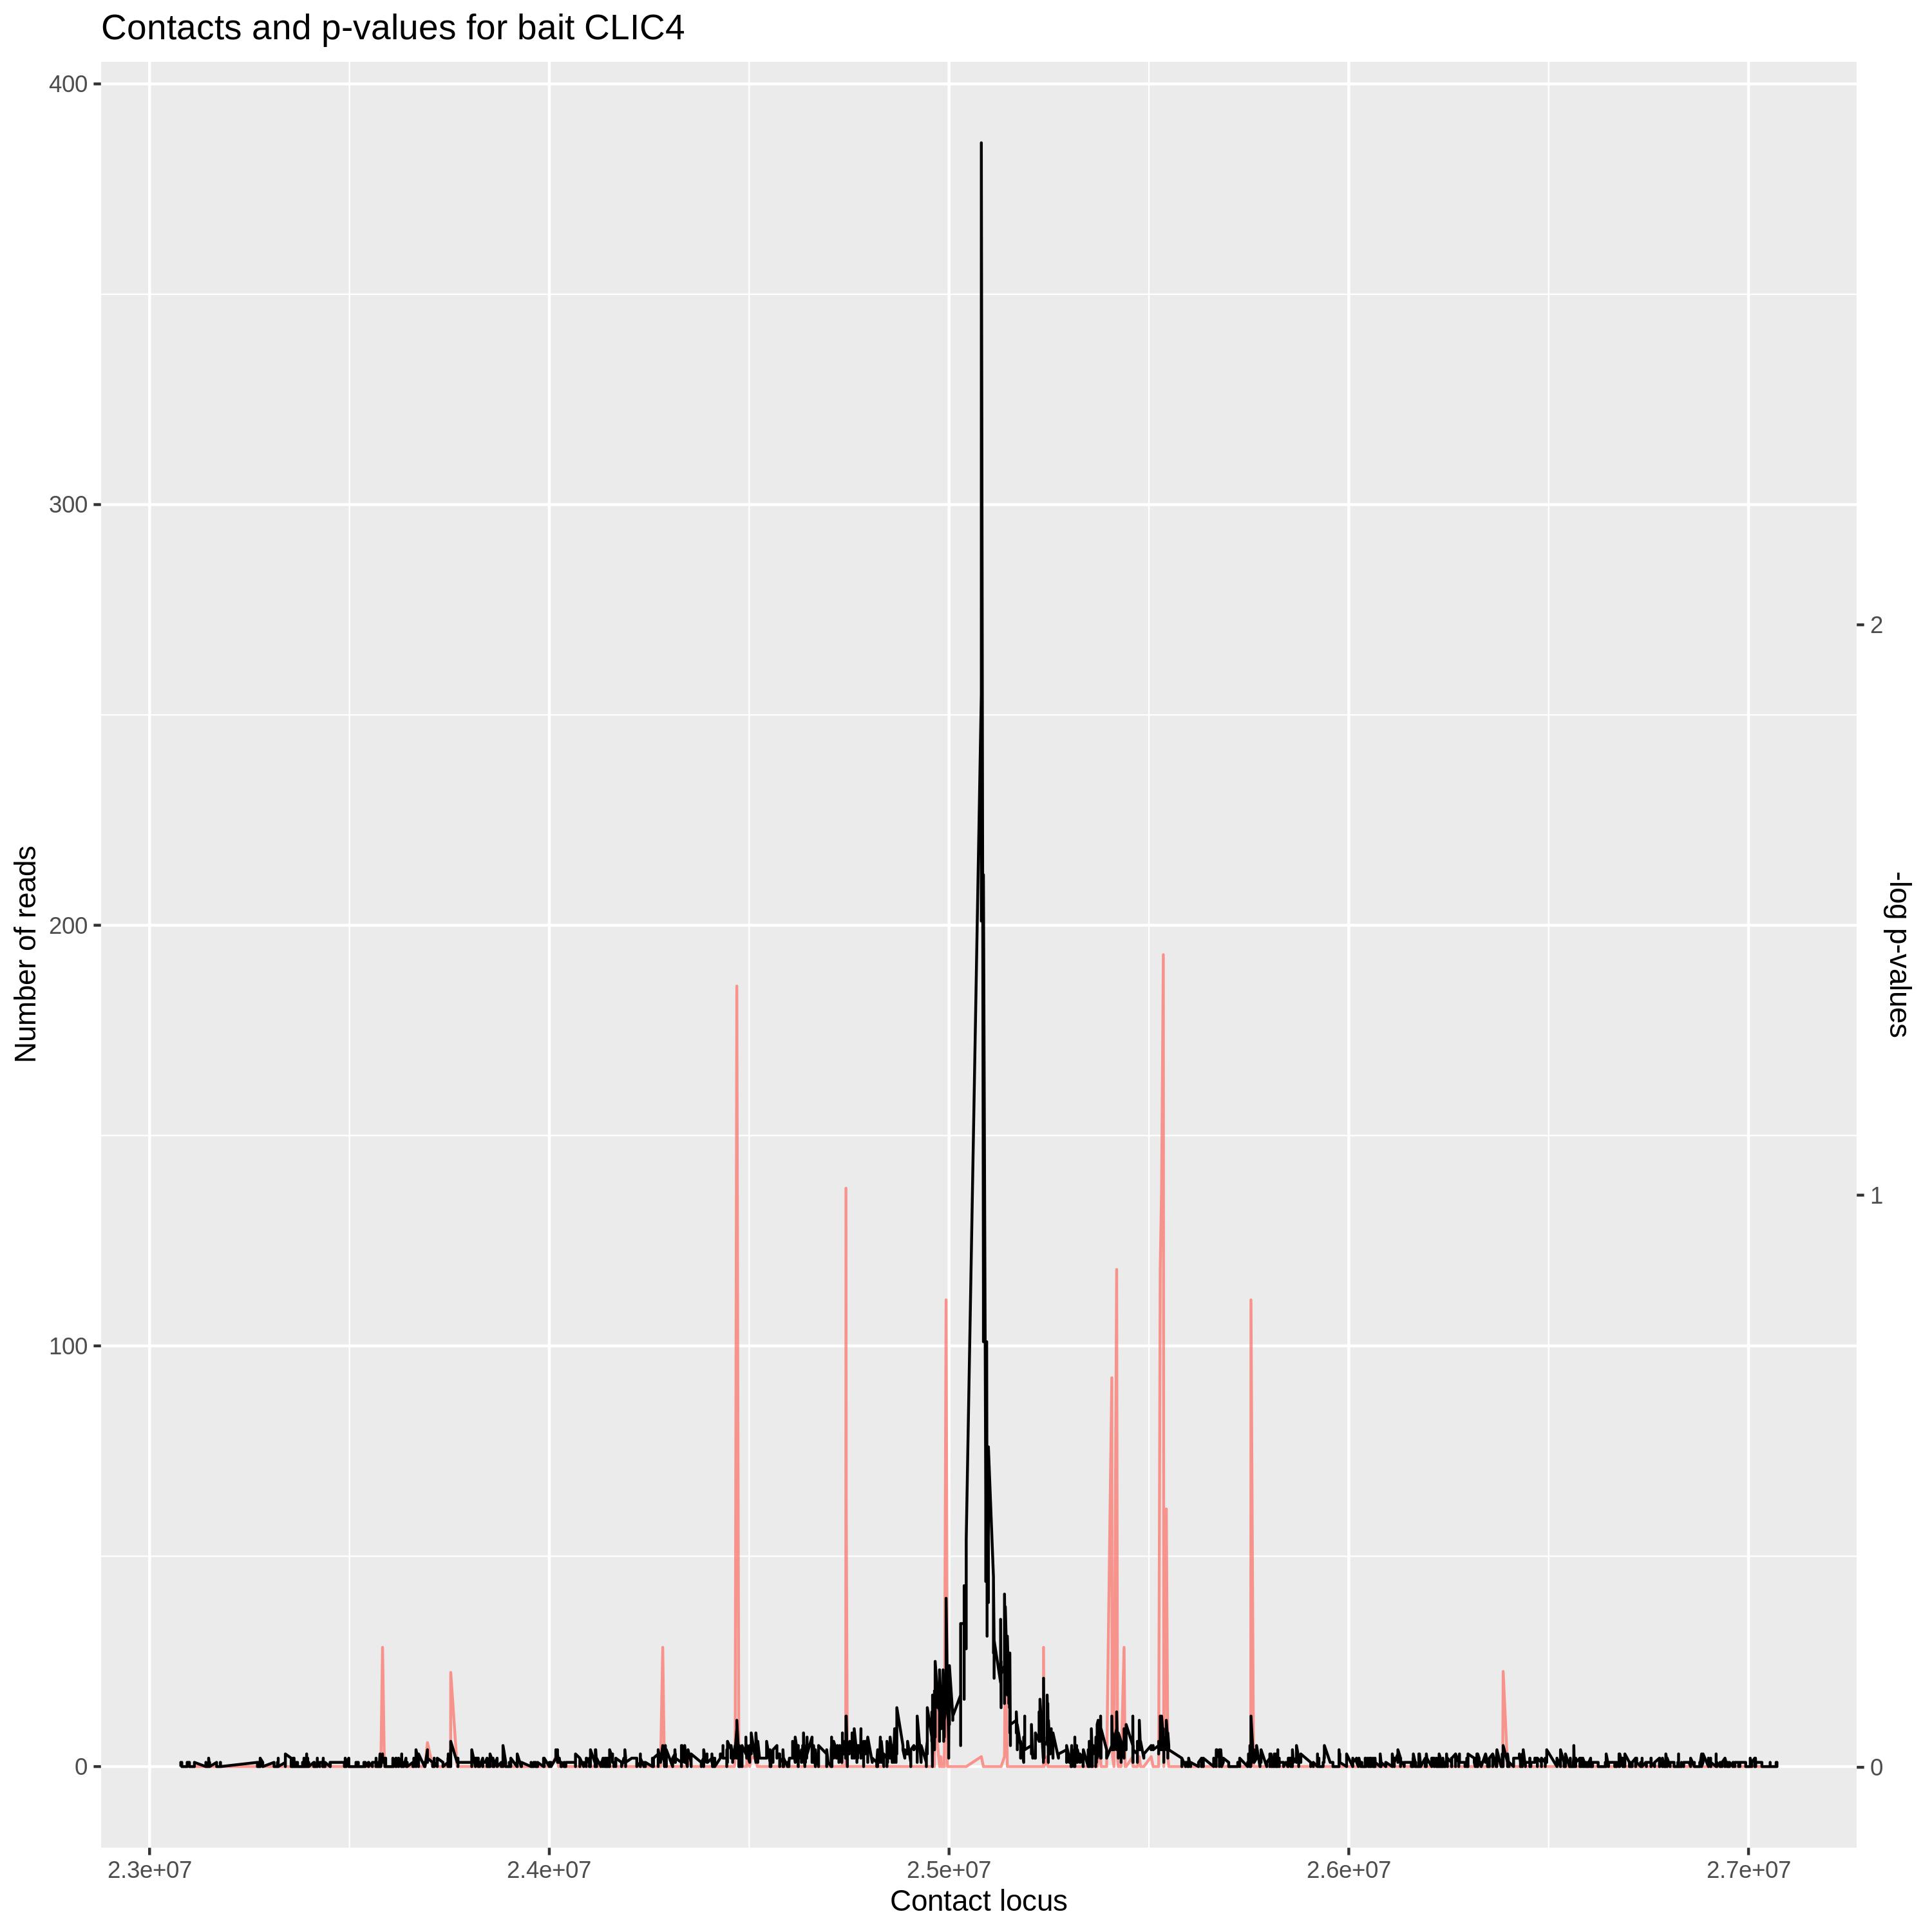 Contacts and p-values for bait CLIC4
400
300
200
100
0
Number of reads
2
1
0
-log p-values
2.3e+07
2.4e+07
2.5e+07
2.6e+07
2.7e+07
Contact locus